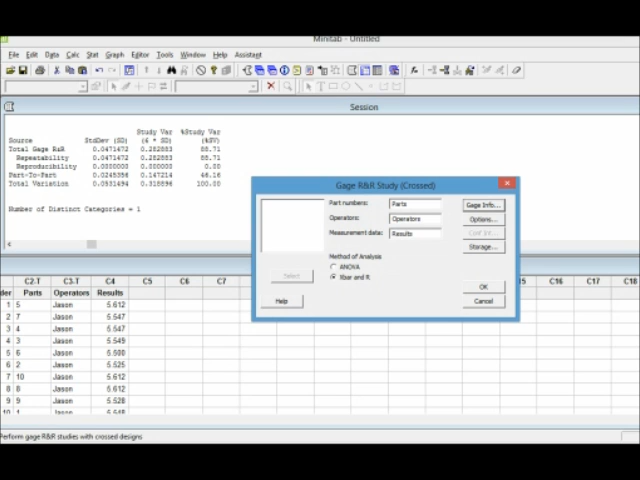 Minitab - Untitled
File Edit Data Calc Stat Graph Editor Tools Window Help Assistant
Session
Study Var %Study Var
Source StdDev (SD) (6 * SD) (%SV)
Total Gage R&R 0.0471472 0.282883 88.71
Repeatability 0.0471472 0.282883 88.71
Reproducibility 0.0000000 0.000000 0.00
Part-To-Part 0.0245356 0.147214 46.16
Total Variation 0.0531494 0.318896 100.00
Number of Distinct Categories = 1
Gage R&R Study (Crossed)
Part numbers: Parts
Gage Info...
Operators: Operators
Options...
Measurement data: Results
Storage...
Method of Analysis
ANOVA
Xbar and R
Select
OK
Help
Cancel
C2-T C3-T C4 C5 C6 C7 C16 C17 C18
Parts Operators Results
1 5 Jason 5.612
2 7 Jason 5.547
3 4 Jason 5.547
4 3 Jason 5.549
5 6 Jason 5.500
6 2 Jason 5.525
7 10 Jason 5.612
8 8 Jason 5.612
9 9 Jason 5.528
10 1 Jason 5.548
Perform gage R&R studies with crossed designs